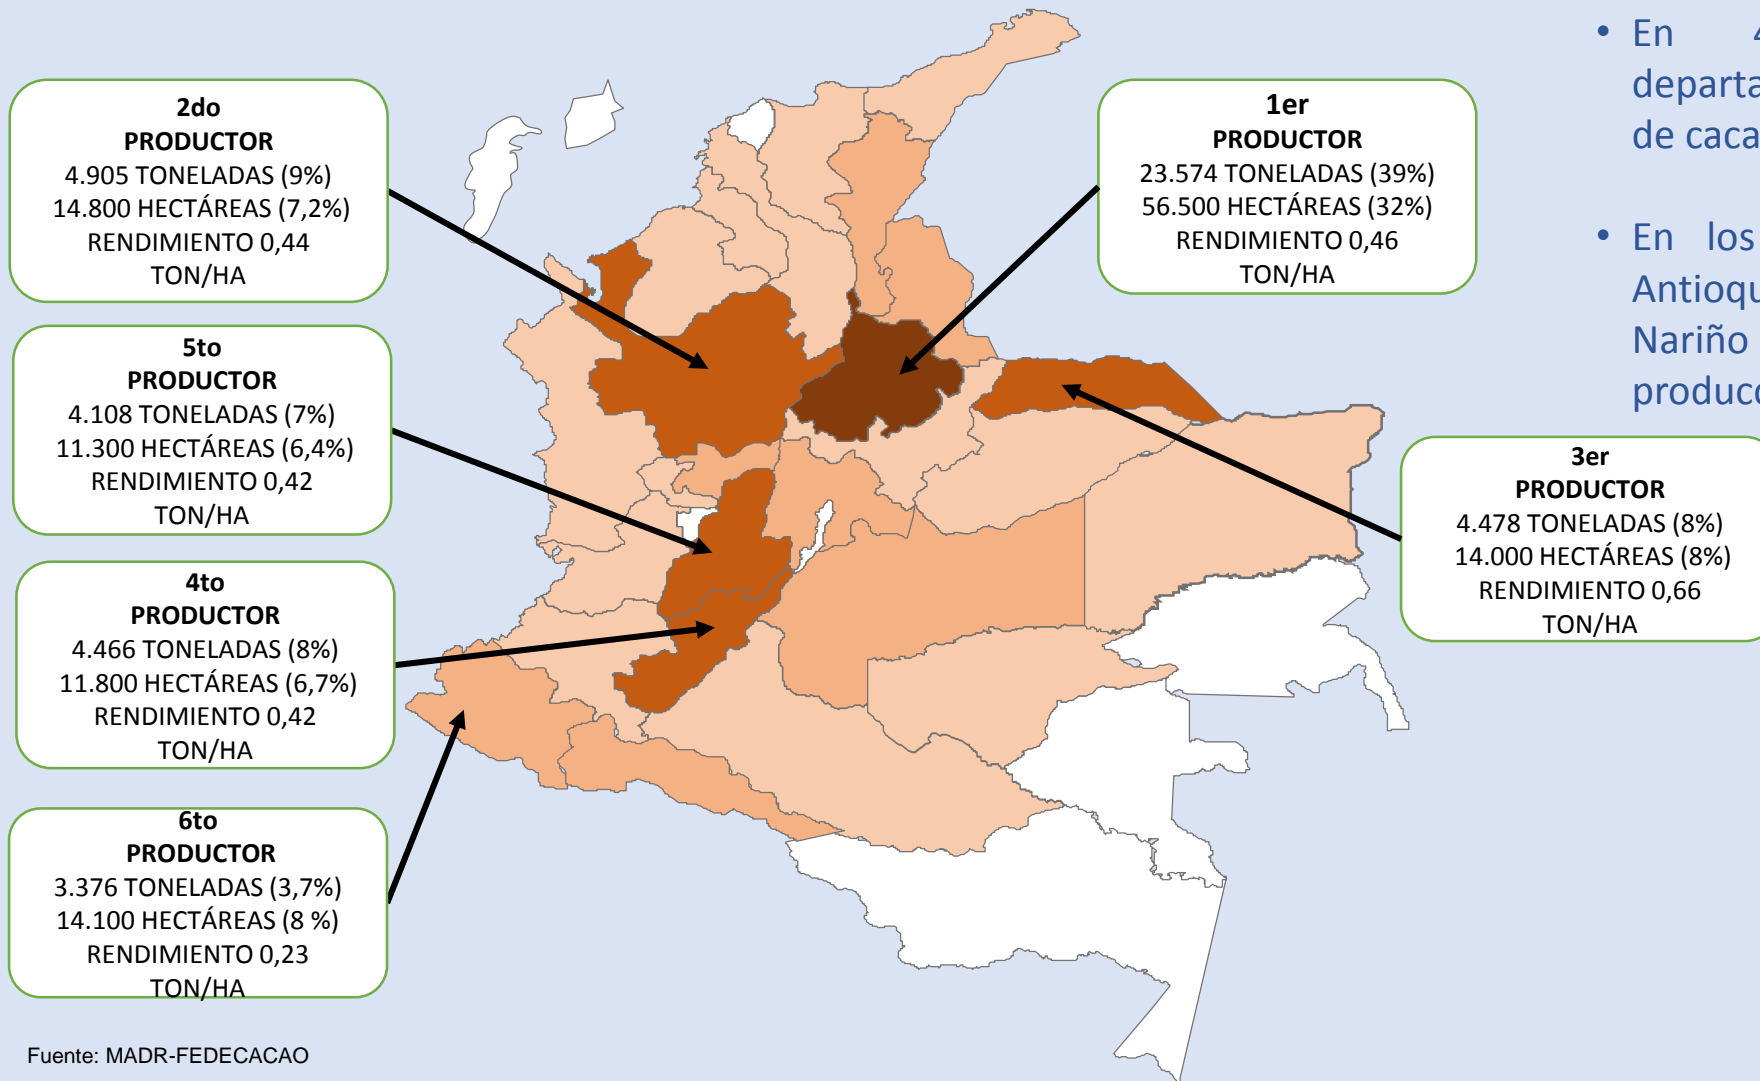 2do
PRODUCTOR
4.905 TONELADAS (9%)
14.800 HECTÁREAS (7,2%)
RENDIMIENTO 0,44
TON/HA
5to
PRODUCTOR
4.108 TONELADAS (7%)
11.300 HECTÁREAS (6,4%)
RENDIMIENTO 0,42
TON/HA
4to
PRODUCTOR
4.466 TONELADAS (8%)
11.800 HECTÁREAS (6,7%)
RENDIMIENTO 0,42
TON/HA
6to
PRODUCTOR
3.376 TONELADAS (3,7%)
14.100 HECTÁREAS (8 %)
RENDIMIENTO 0,23
TON/HA
1er
PRODUCTOR
23.574 TONELADAS (39%)
56.500 HECTÁREAS (32%)
RENDIMIENTO 0,46
TON/HA
3er
PRODUCTOR
4.478 TONELADAS (8%)
14.000 HECTÁREAS (8%)
RENDIMIENTO 0,66
TON/HA
• En
de
• En los
Nariño
Fuente: MADR-FEDECACAO